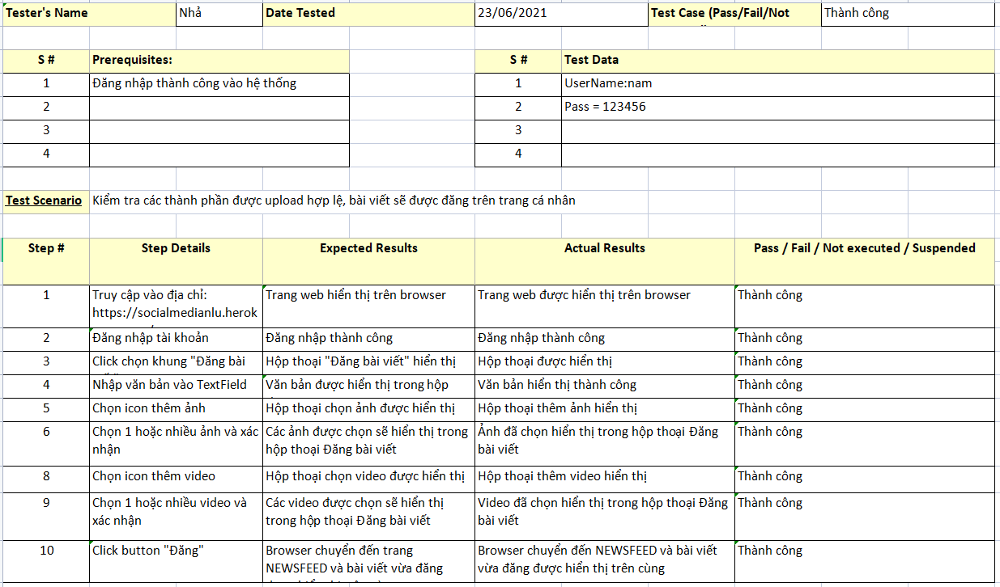 Tester's Name Nhả Date Tested 23/06/2021 Test Case (Pass/Fail/Not Thành công
S # Prerequisites: S # Test Data
1 Đăng nhập thành công vào hệ thống 1 UserName:nam
2 2 Pass = 123456
3 3
4 4
Test Scenario Kiểm tra các thành phần được upload hợp lệ, bài viết sẽ được đăng trên trang cá nhân
Step # Step Details Expected Results Actual Results Pass / Fail / Not executed / Suspended
1 Truy cập vào địa chỉ: Trang web hiển thị trên browser Trang web được hiển thị trên browser Thành công
https://socialmedianlu.herok
2 Đăng nhập tài khoản Đăng nhập thành công Đăng nhập thành công Thành công
3 Click chọn khung "Đăng bài Hộp thoại "Đăng bài viết" hiển thị Hộp thoại được hiển thị Thành công
4 Nhập văn bản vào TextField Văn bản được hiển thị trong hộp Văn bản hiển thị thành công Thành công
5 Chọn icon thêm ảnh Hộp thoại chọn ảnh được hiển thị Hộp thoại thêm ảnh hiển thị Thành công
6 Chọn 1 hoặc nhiều ảnh và xác Các ảnh được chọn sẽ hiển thị trong Ảnh đã chọn hiển thị trong hộp thoại Đăng Thành công
nhận hộp thoại Đăng bài viết bài viết
8 Chọn icon thêm video Hộp thoại chọn video được hiển thị Hộp thoại thêm video hiển thị Thành công
9 Chọn 1 hoặc nhiều video và Các video được chọn sẽ hiển thị Video đã chọn hiển thị trong hộp thoại Đăng Thành công
xác nhận trong hộp thoại Đăng bài viết bài viết
10 Click button "Đăng" Browser chuyển đến trang Browser chuyển đến NEWSFEED và bài viết Thành công
NEWSFEED và bài viết vừa đăng vừa đăng được hiển thị trên cùng